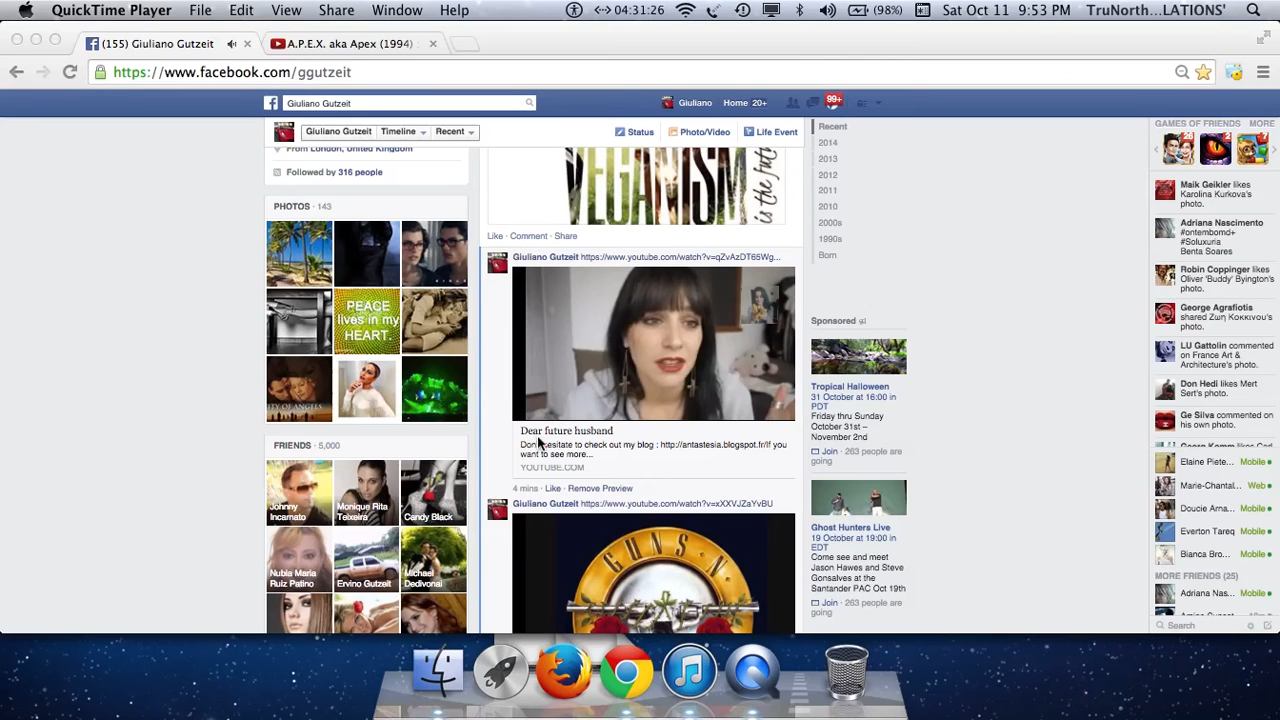 QuickTime Player File Edit View Share Window Help 04:31:26 (98%) Sat Oct 11 9:53 PM TruNorth...LATIONS'
(155) Giuliano Gutzeit
A.P.E.X. aka Apex (1994)
https://www.facebook.com/ggutzeit
Giuliano Gutzeit
Giuliano Home 20+ 99+
Giuliano Gutzeit Timeline Recent
Status Photo/Video Life Event
From London, United Kingdom
Followed by 316 people
PHOTOS · 143
PEACE
lives in my
HEART.
CITY OF ANGELS
FRIENDS · 5,000
Johnny
Incarnato
Monique Rita
Teixeira
Candy Black
Nubia Maria
Ruiz Patino
Ervino Gutzeit
Michael
Dedivonai
VEGANISM
is the futu
Like · Comment · Share
Giuliano Gutzeit https://www.youtube.com/watch?v=qZvAzDT65Wg...
Dear future husband
Don hesitate to check out my blog : http://antastesia.blogspot.fr/If you
want to see more...
YOUTUBE.COM
4 mins · Like · Remove Preview
Giuliano Gutzeit https://www.youtube.com/watch?v=xXXVJZaYvBU
GUNS N
Recent
2014
2013
2012
2011
2010
2000s
1990s
Born
Sponsored
Tropical Halloween
31 October at 16:00 in
PDT
Friday thru Sunday
October 31st -
November 2nd
Join · 263 people are
going
Ghost Hunters Live
19 October at 19:00 in
EDT
Come see and meet
Jason Hawes and Steve
Gonsalves at the
Santander PAC Oct 19th
Join · 263 people are
going
GAMES OF FRIENDS MORE
Maik Geikler likes
Karolina Kurkova's
photo.
Adriana Nascimento
#ontembomd+
#Soluxuria
Benta Soares
Robin Coppinger likes
Oliver 'Buddy' Byington's
photo.
George Agrafiotis
shared Ζωη Κοκκινου's
photo.
LU Gattolin commented
on France Art &
Architecture's photo.
Don Hedi likes Mert
Sert's photo.
Ge Silva commented on
his own photo.
Elaine Piete... Mobile
Marie-Chantal... Web
Doucie Arna... Mobile
Everton Tareq Mobile
Bianca Bro... Mobile
MORE FRIENDS (25)
Adriana Nas... Mobile
Search